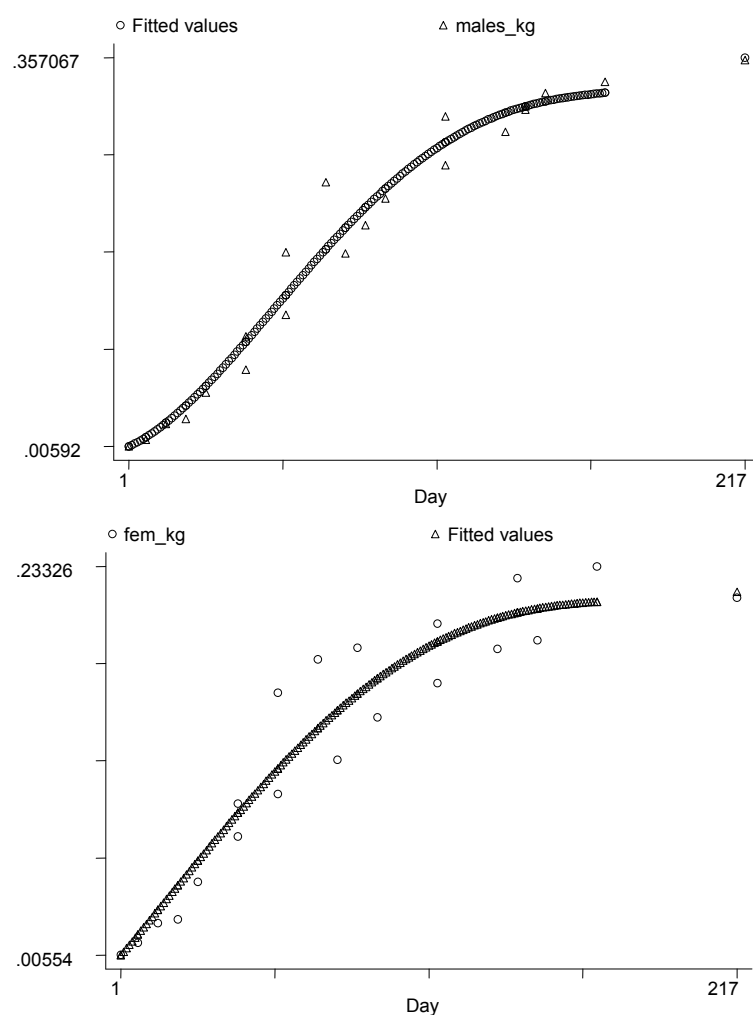 Fitted values males_kg
.357067
.00592
1 217
Day
fem_kg Fitted values
.23326
.00554
1 217
Day